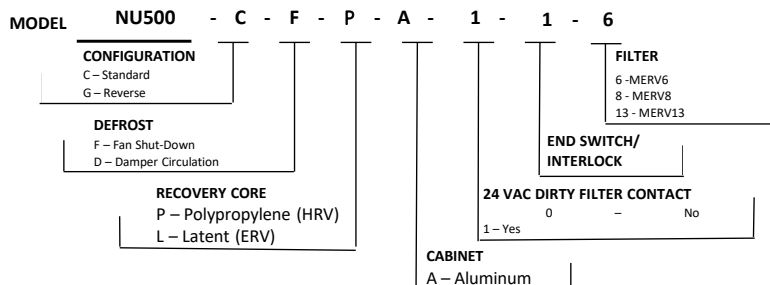 MODEL NU500 - C - F - P - A - 1 - 1 - 6
CONFIGURATION
C – Standard
G – Reverse
FILTER
6 -MERV6
8 - MERV8
13 - MERV13
DEFROST
F – Fan Shut-Down
D – Damper Circulation
END SWITCH/
INTERLOCK
RECOVERY CORE
P – Polypropylene (HRV)
L – Latent (ERV)
24 VAC DIRTY FILTER CONTACT
0 – No
1 – Yes
CABINET
A – Aluminum